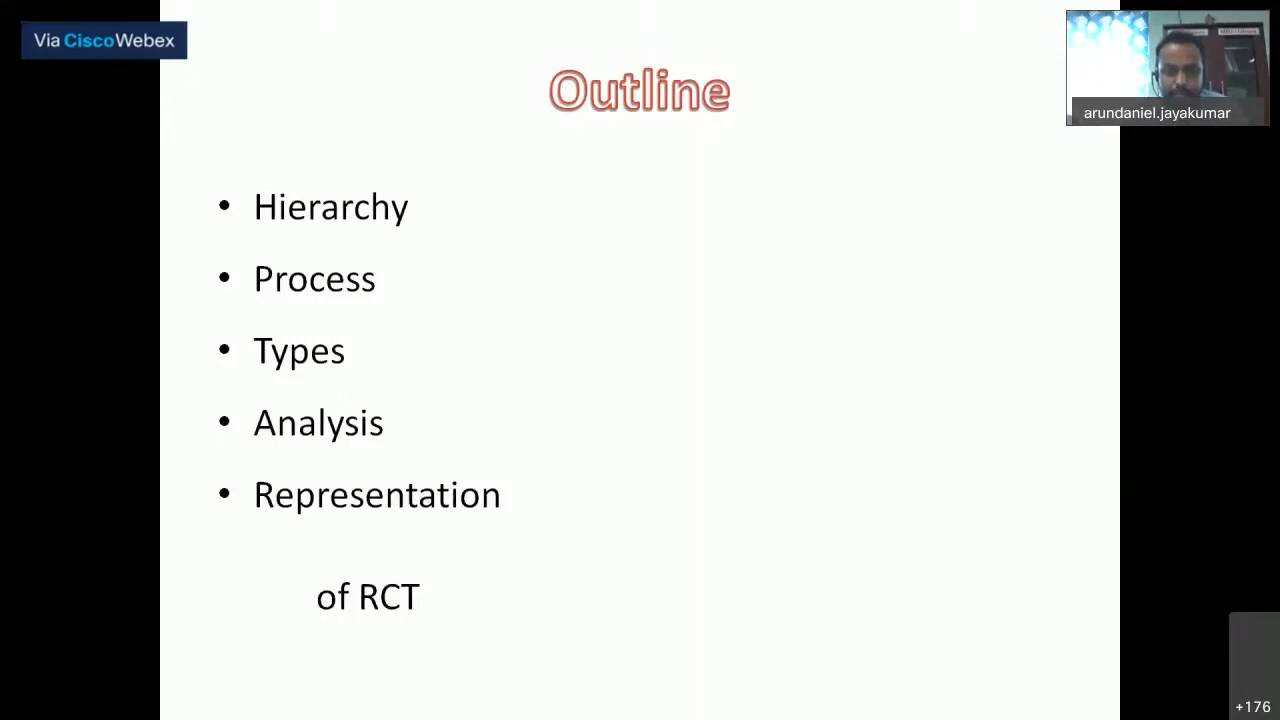 Via CiscoWebex
Outline
arundaniel.jayakumar
• Hierarchy
• Process
• Types
• Analysis
• Representation
of RCT
+176